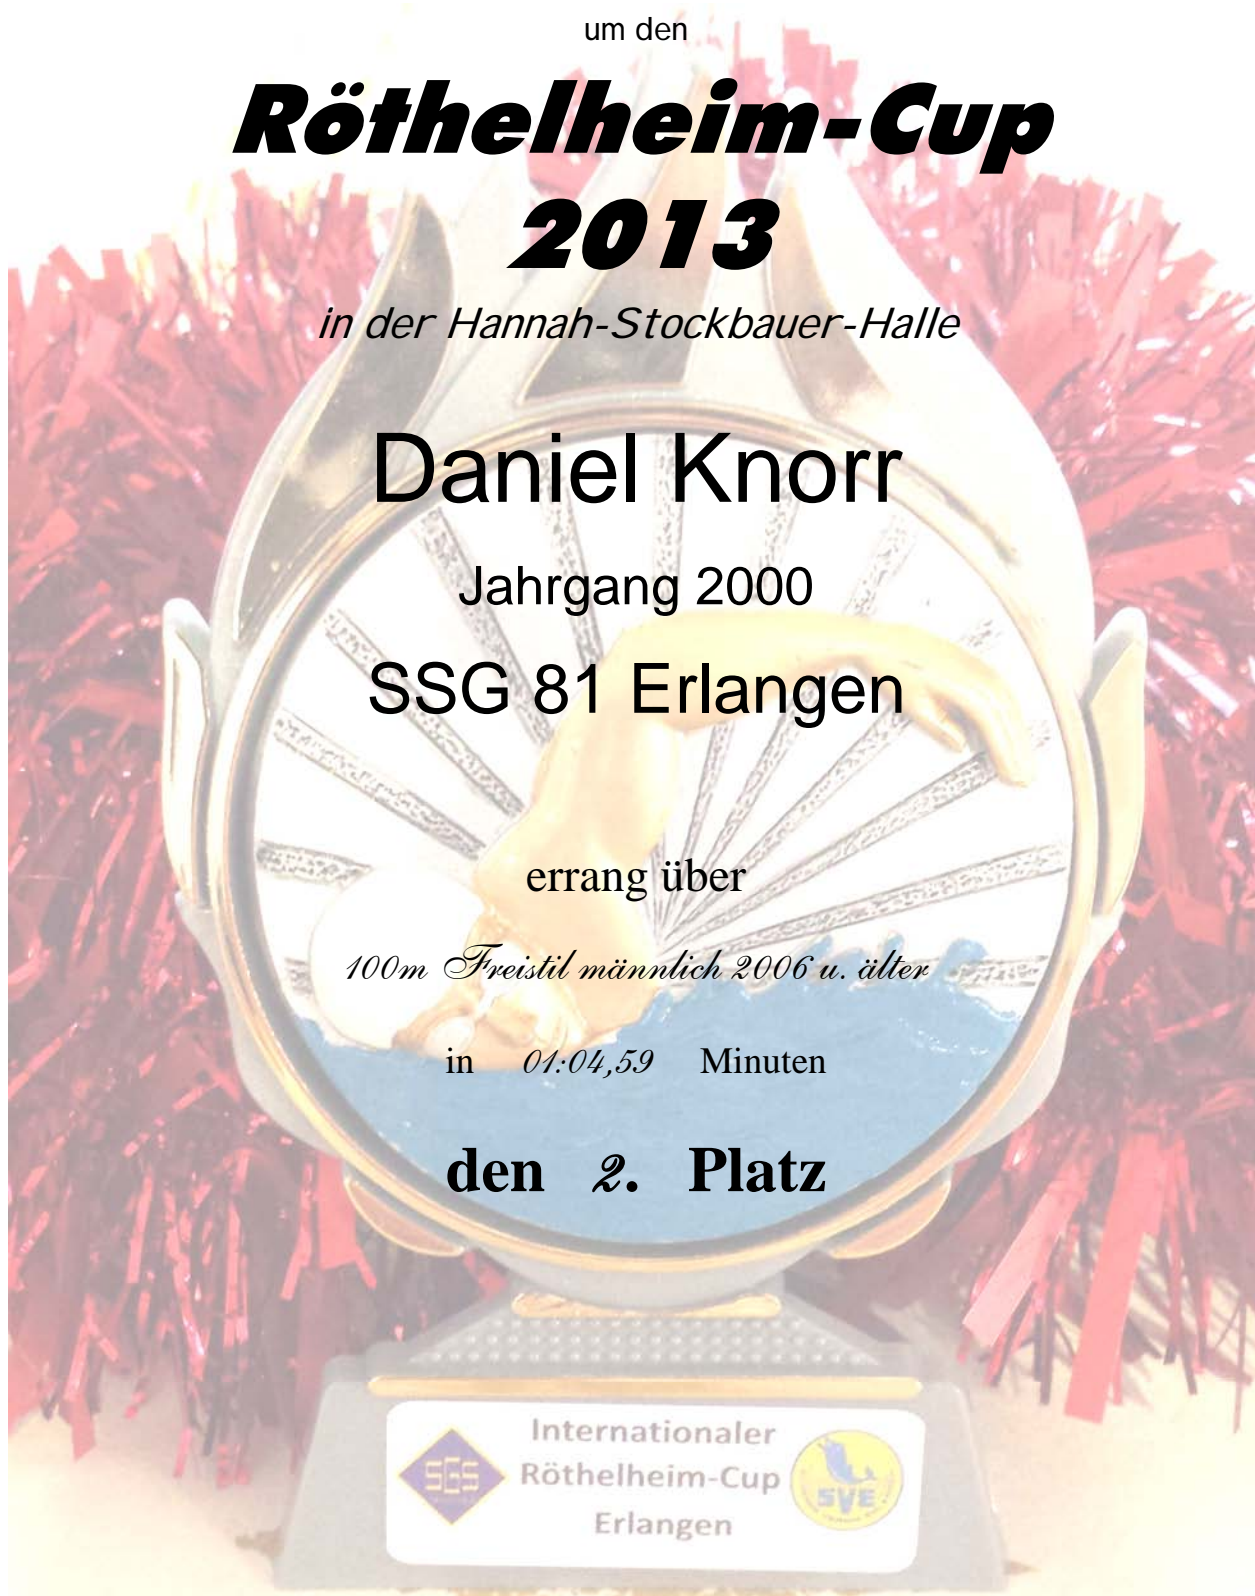 um den
Röthelheim-Cup
2013
in der Hannah-Stockbauer-Halle
Daniel Knorr
Jahrgang 2000
SSG 81 Erlangen
errang über
100m Freistil männlich 2006 u. älter
in 01:04,59 Minuten
den 2. Platz
Internationaler
SGS Röthelheim-Cup SVE
Erlangen